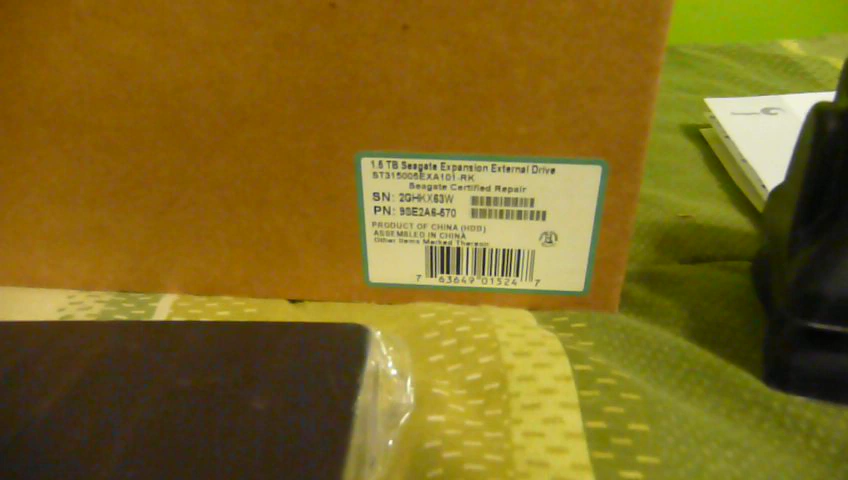 1.5 TB Seagate Expansion External Drive
ST315005EXA101-RK
Seagate Certified Repair
SN: 2GHKX63W
PN: 9SE2A6-570
PRODUCT OF CHINA (HDD)
ASSEMBLED IN CHINA
Other Items Marked Thereon
7 63649 01524 7